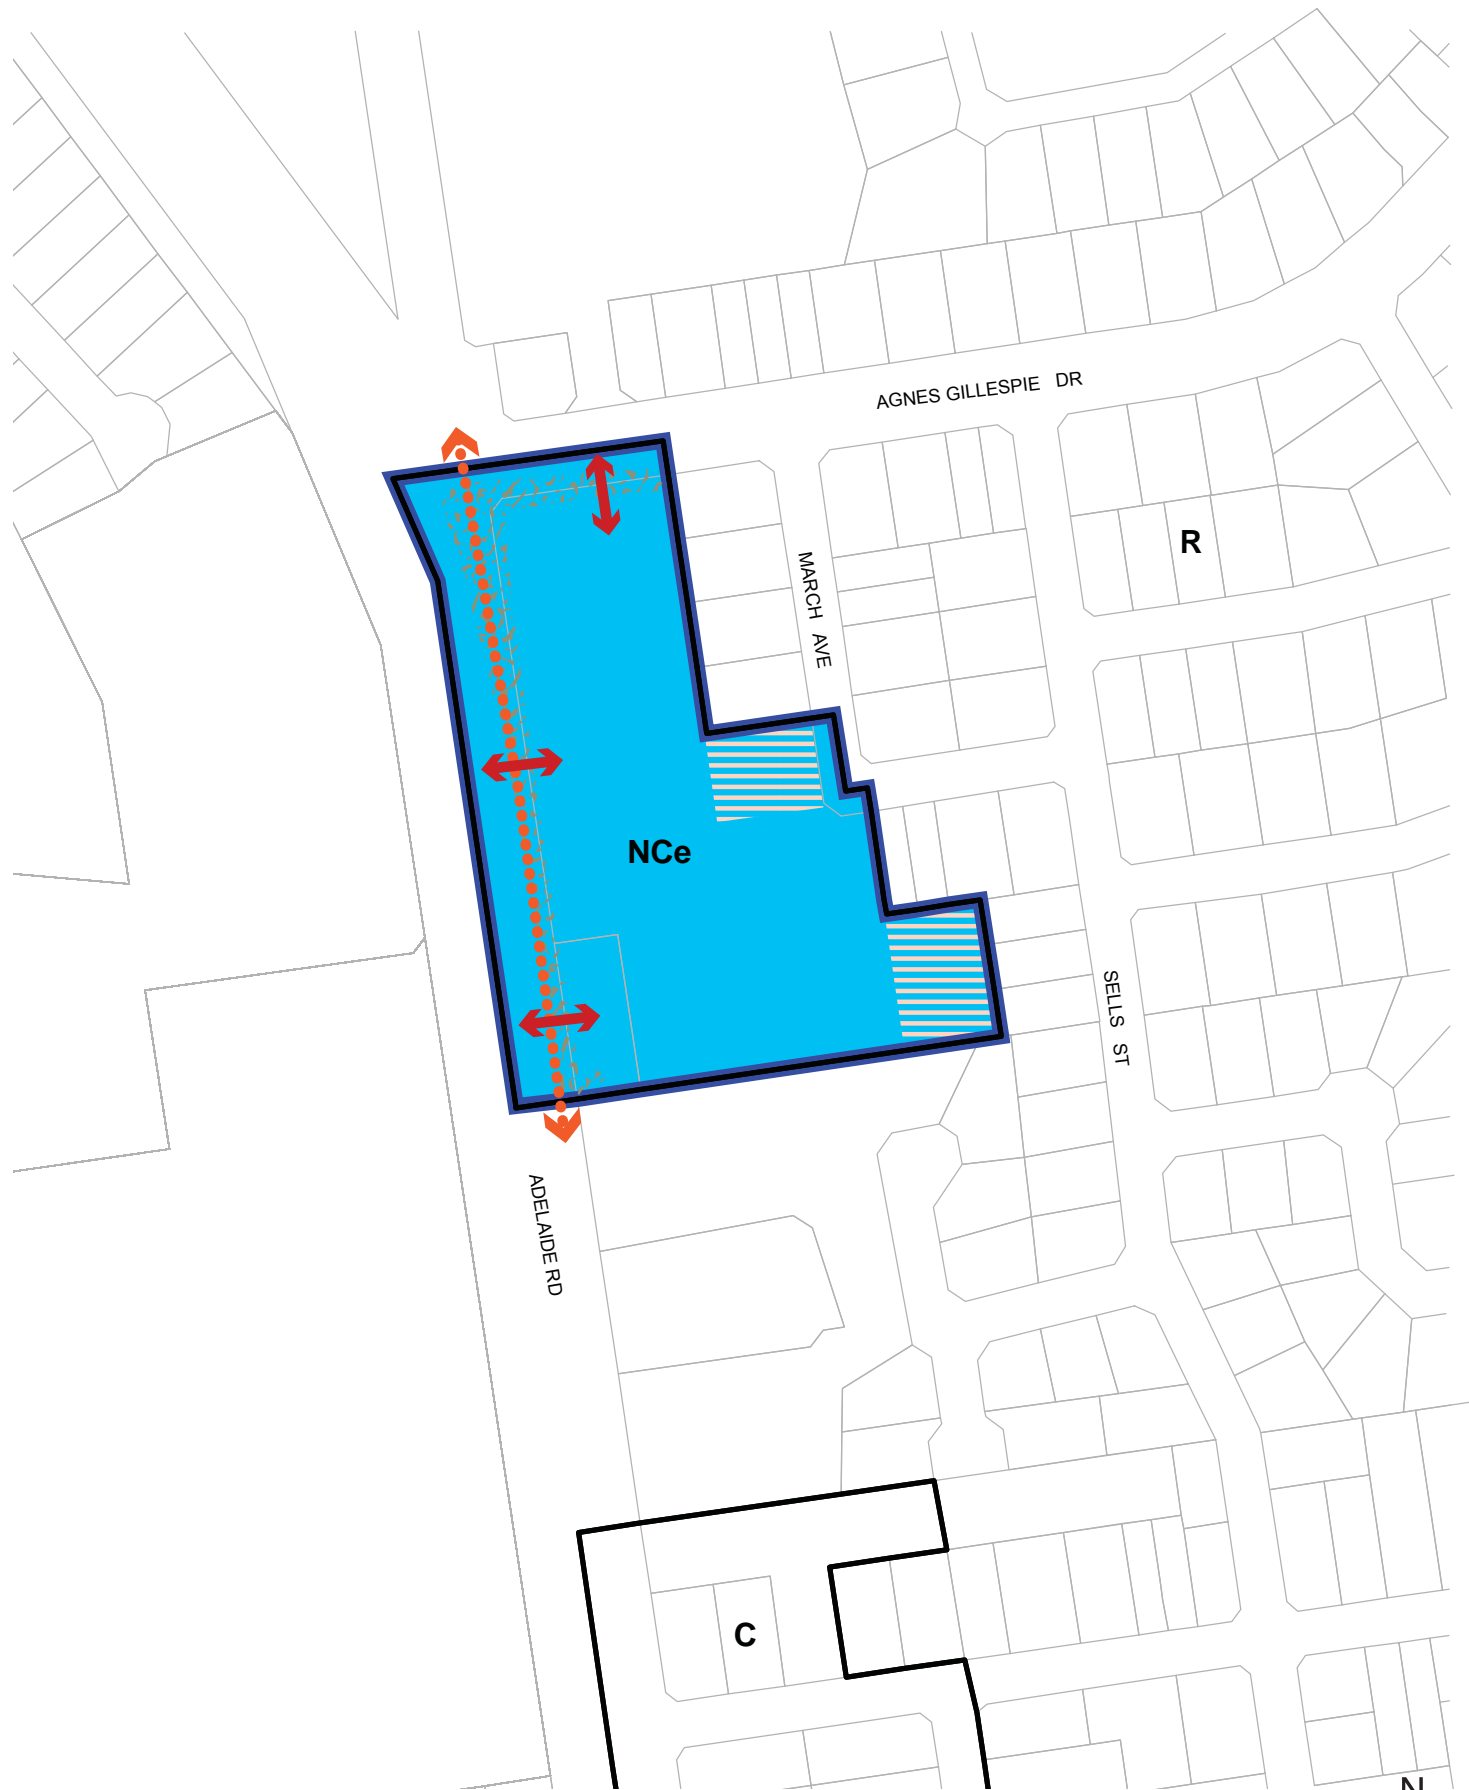 AGNES GILLESPIE DR
R
MARCH AVE
NCe
SELLS ST
ADELAIDE RD
C
N